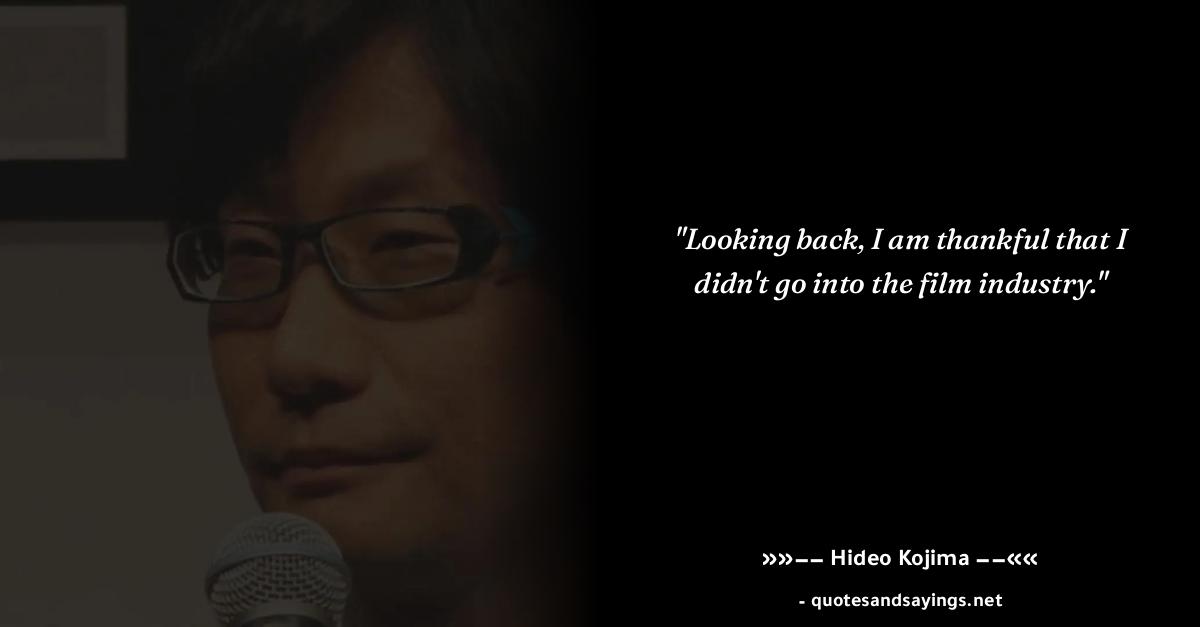 "Looking back, I am thankful that I
didn't go into the film industry."
»»−− Hideo Kojima −−««
- quotesandsayings.net